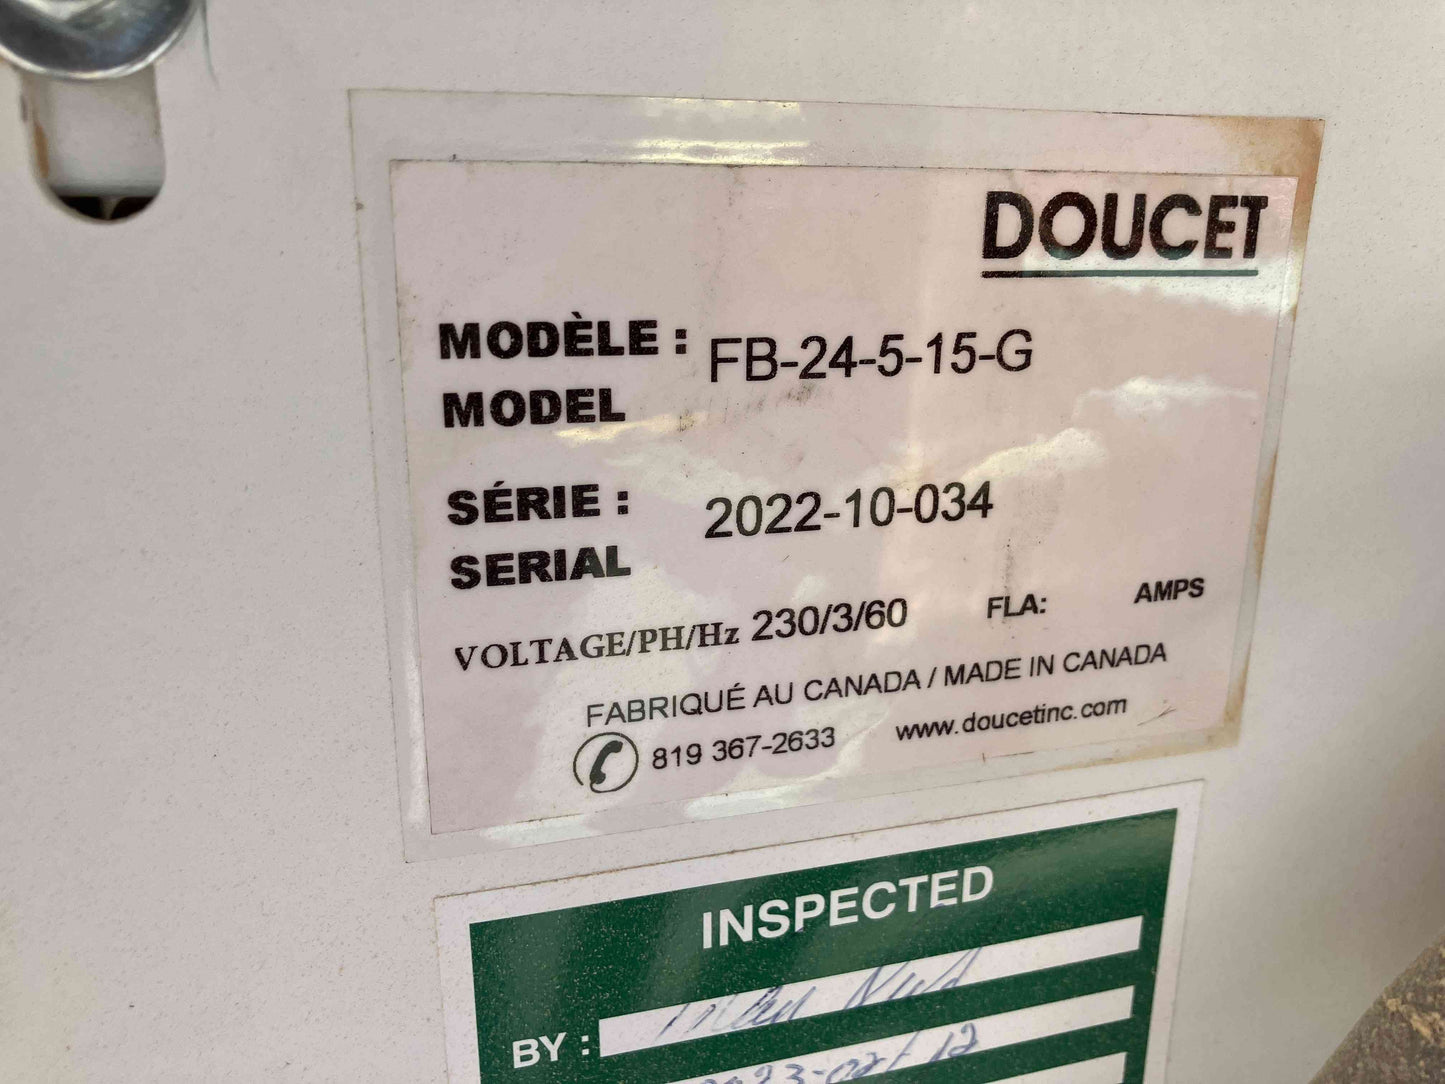 DOUCET
MODÈLE : FB-24-5-15-G
MODEL
SÉRIE : 2022-10-034
SERIAL
VOLTAGE/PH/Hz 230/3/60 FLA: AMPS
FABRIQUÉ AU CANADA / MADE IN CANADA
819 367-2633 www.doucetinc.com
INSPECTED
BY :